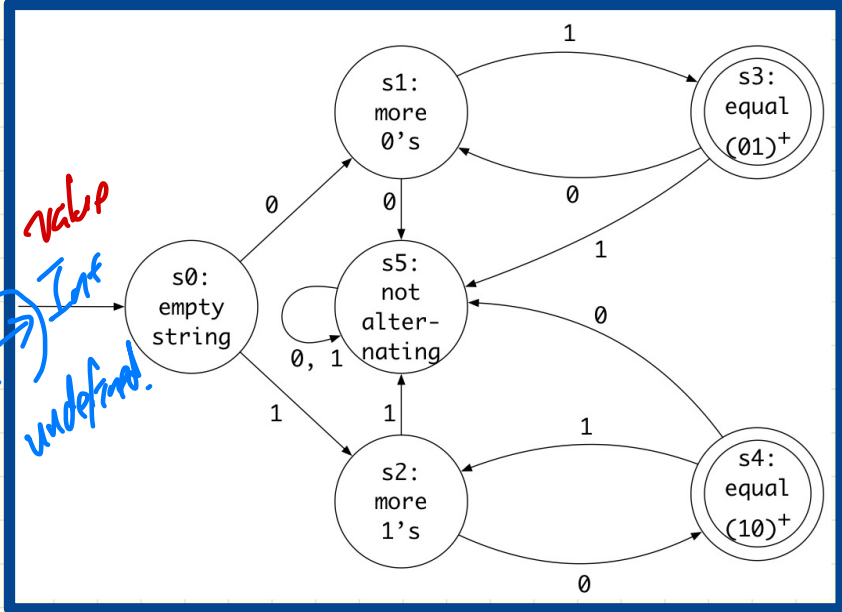 1
s1:
more
0's
s3:
equal
(01)+
0
0
0
1
s0:
empty
string
s5:
not
alter-
nating
0, 1
0
1
1
1
s2:
more
1's
s4:
equal
(10)+
0
undefined.